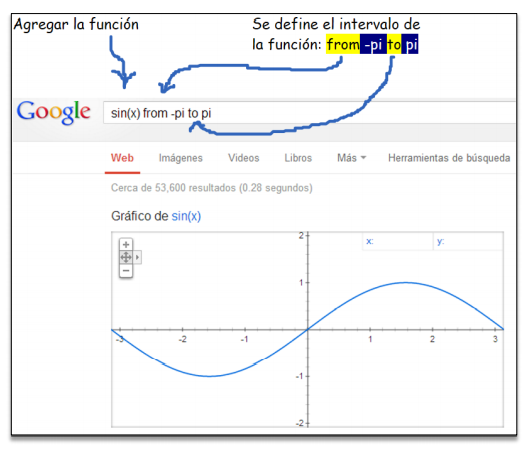 Agregar la función
Se define el intervalo de
la función: from -pi to pi
Google
sin(x) from -pi to pi
Web Imágenes Videos Libros Más Herramientas de búsqueda
Cerca de 53,600 resultados (0.28 segundos)
Gráfico de sin(x)
x: y:
2
1
-3 -2 -1 1 2 3
-1
-2